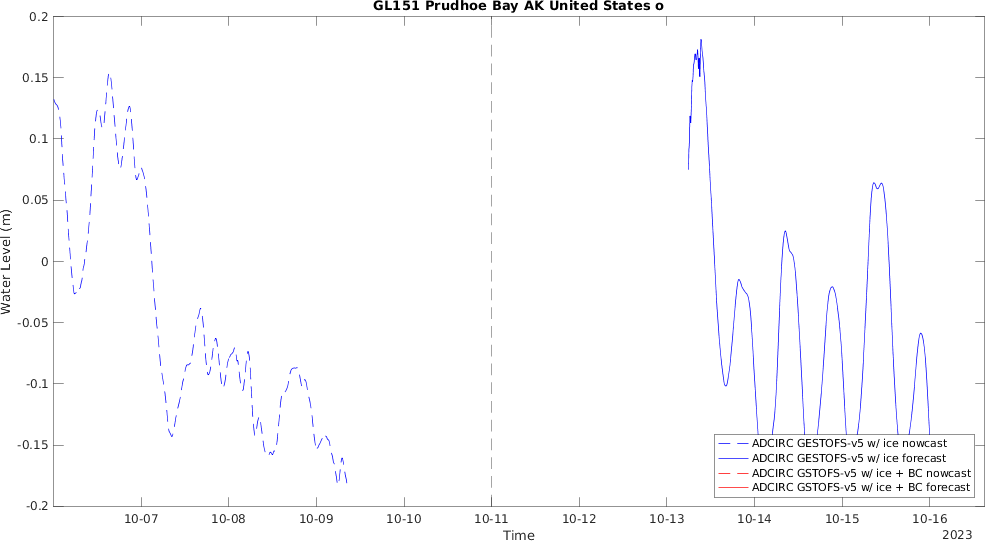 GL151 Prudhoe Bay AK United States o
0.2
0.15
0.1
0.05
0
-0.05
-0.1
-0.15
-0.2
Water Level (m)
10-07 10-08 10-09 10-10 10-11 10-12 10-13 10-14 10-15 10-16
Time
2023
ADCIRC GESTOFS-v5 w/ ice nowcast
ADCIRC GESTOFS-v5 w/ ice forecast
ADCIRC GSTOFS-v5 w/ ice + BC nowcast
ADCIRC GSTOFS-v5 w/ ice + BC forecast